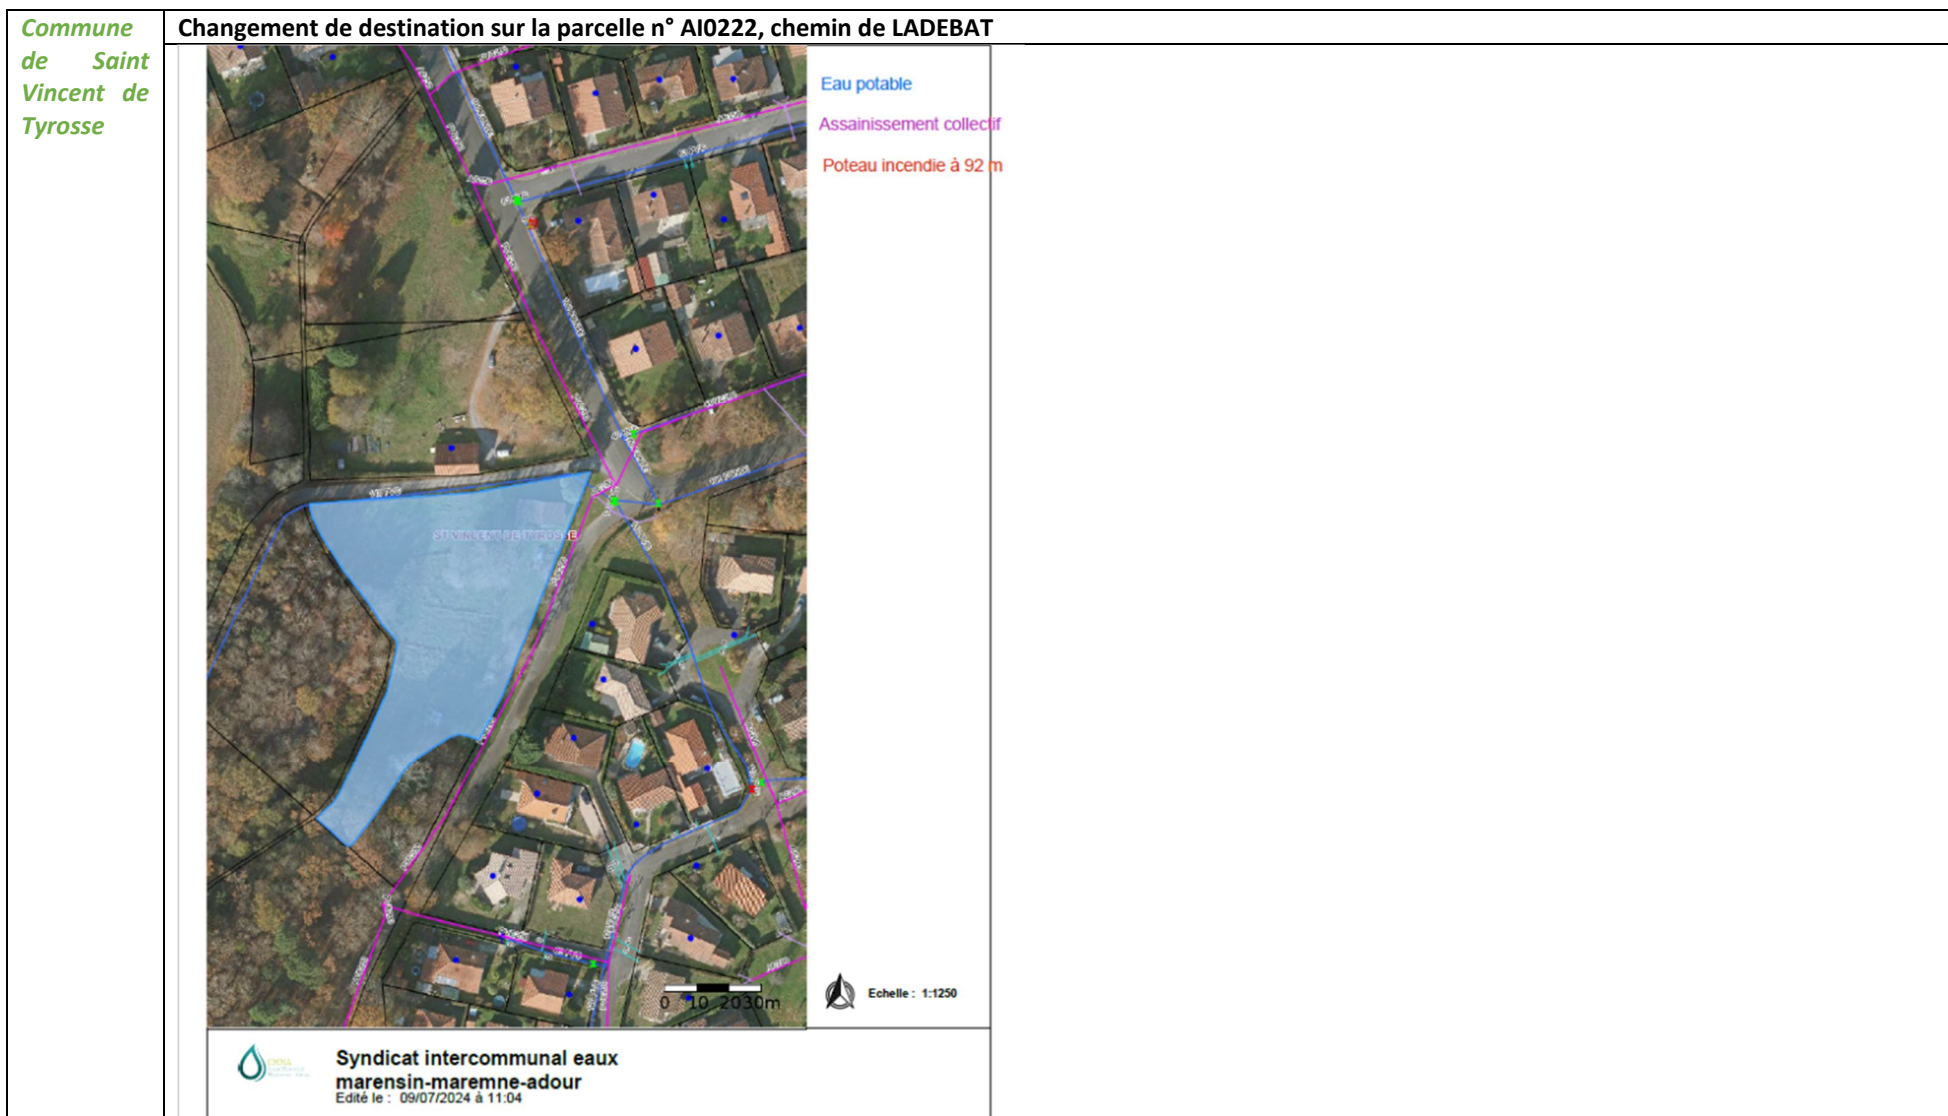 Commune
de Saint
Vincent de
Tyrosse
Changement de destination sur la parcelle n° AI0222, chemin de LADEBAT
Eau potable
Assainissement collectif
Poteau incendie à 92 m
ST VINCENT DE TYROSSE
0 10 2030m
Echelle : 1:1250
Syndicat intercommunal eaux
marensin-maremne-adour
Edité le : 09/07/2024 à 11:04